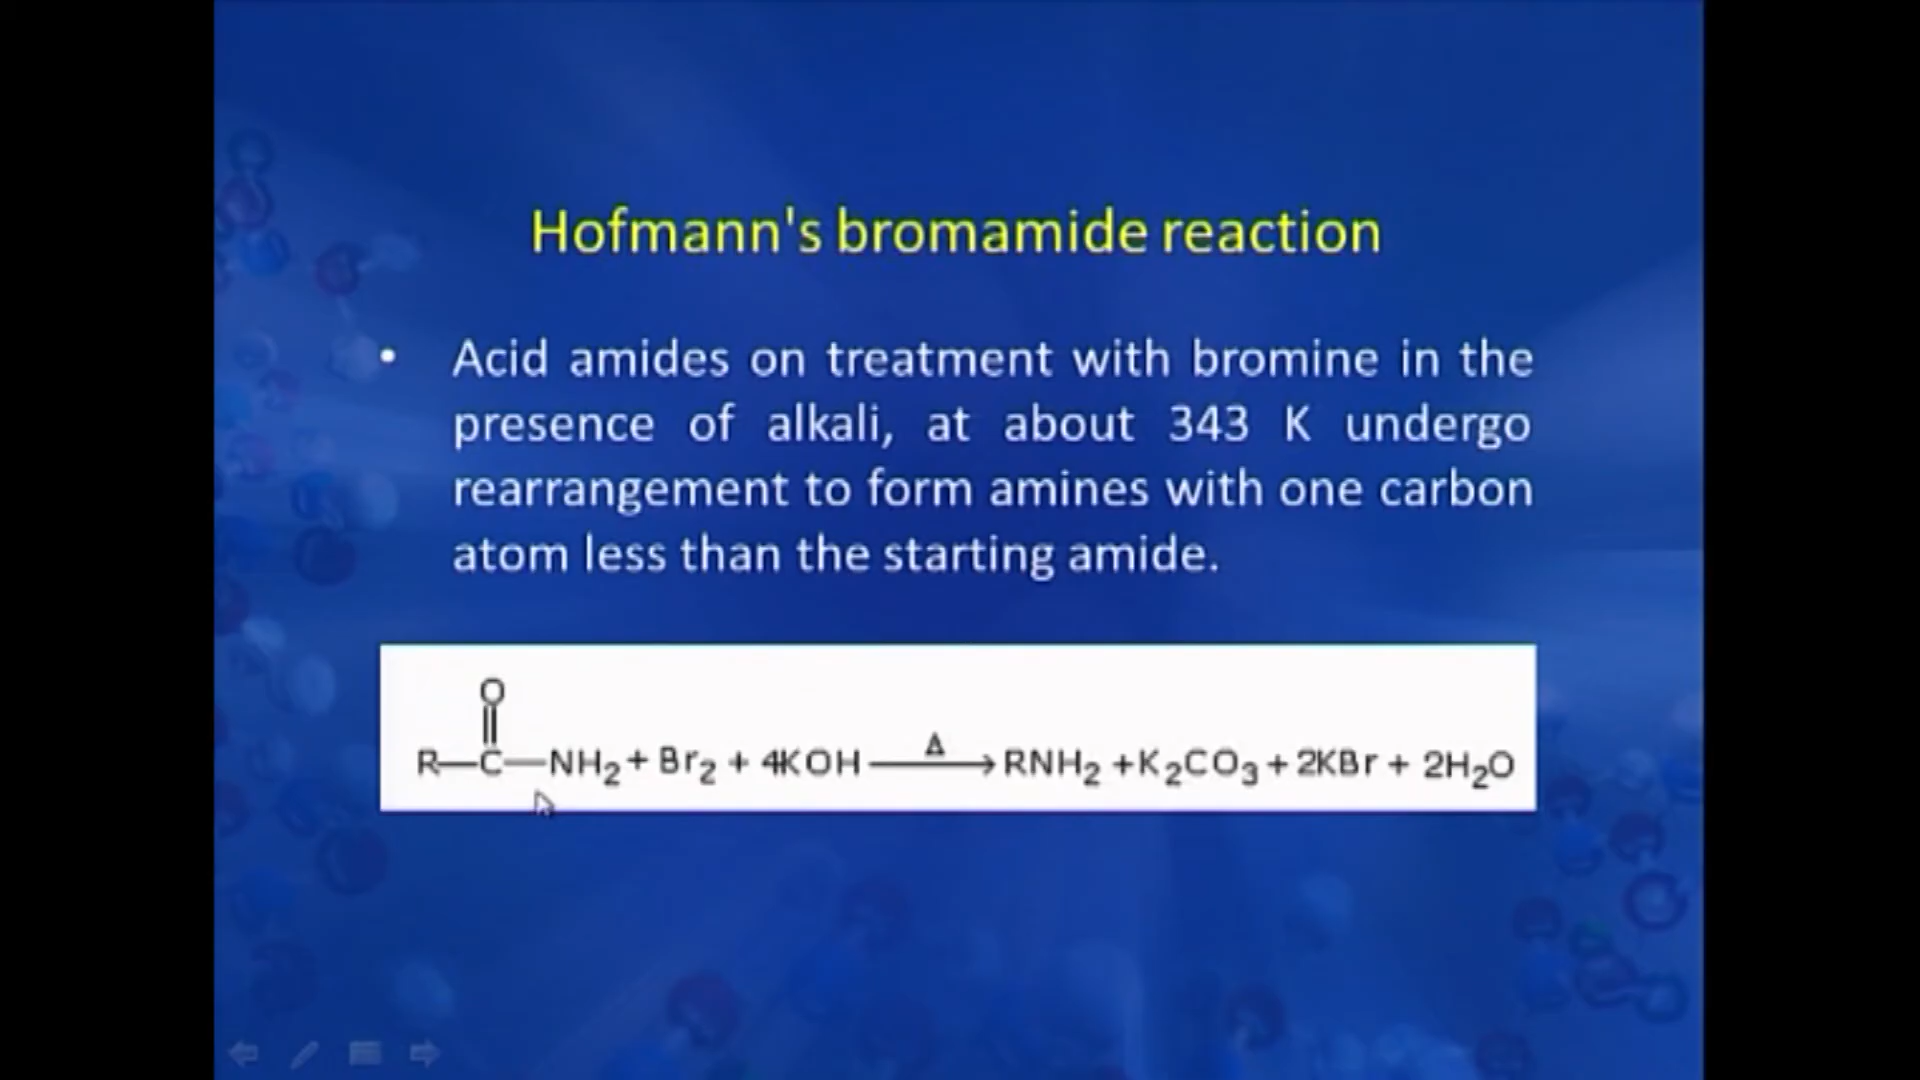 Hofmann's bromamide reaction
• Acid amides on treatment with bromine in the
presence of alkali, at about 343 K undergo
rearrangement to form amines with one carbon
atom less than the starting amide.
O
R—C—NH₂ + Br₂ + 4KOH —Δ→ RNH₂ + K₂CO₃ + 2KBr + 2H₂O